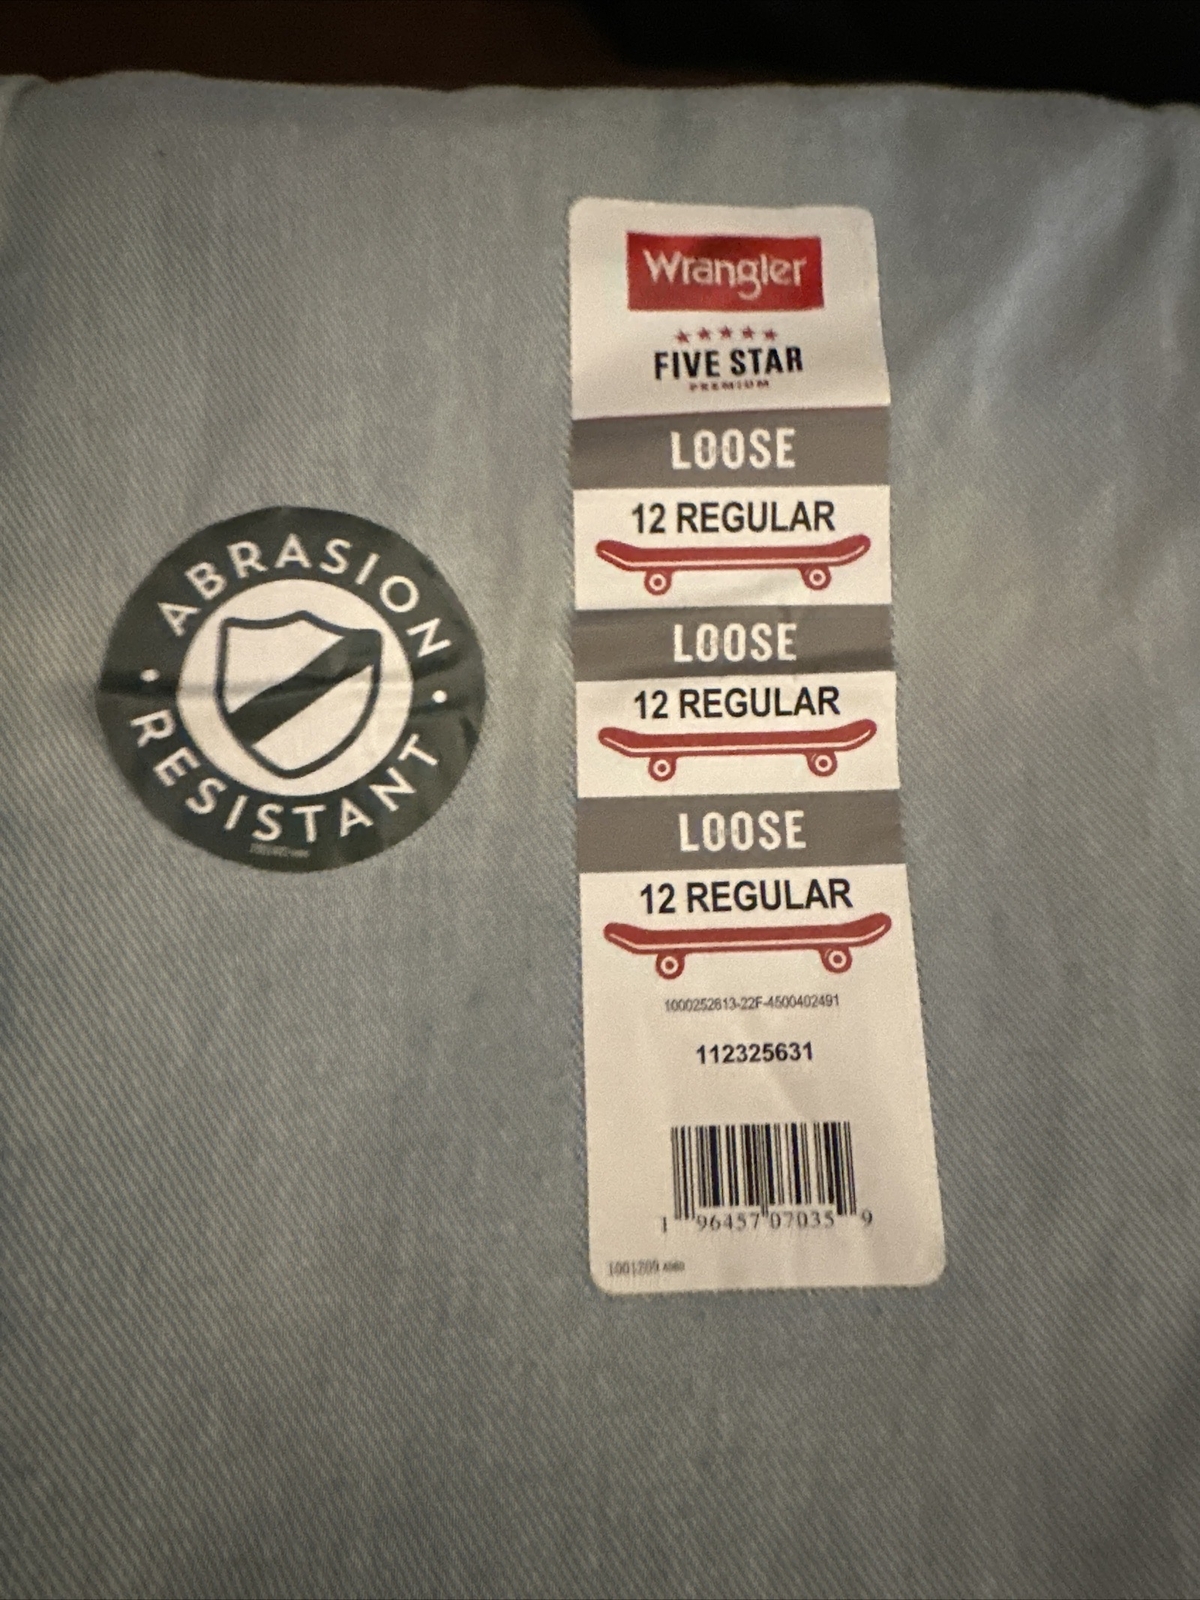 ABRASION
RESISTANT
Wrangler
FIVE STAR
PREMIUM
LOOSE
12 REGULAR
LOOSE
12 REGULAR
LOOSE
12 REGULAR
1000252613-22F-4500402491
112325631
1 96457 07035 9
1001209